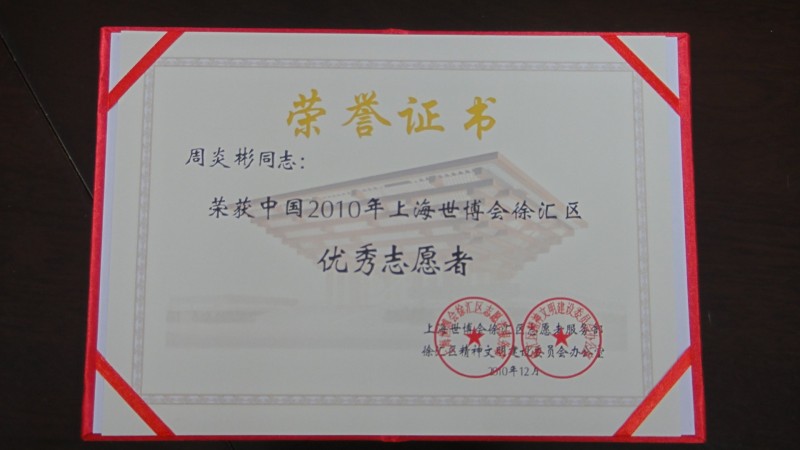 荣誉证书
周炎彬同志：
荣获中国2010年上海世博会徐汇区
优秀志愿者
上海世博会徐汇区志愿者服务部
徐汇区精神文明建设委员会办公室
2010年12月